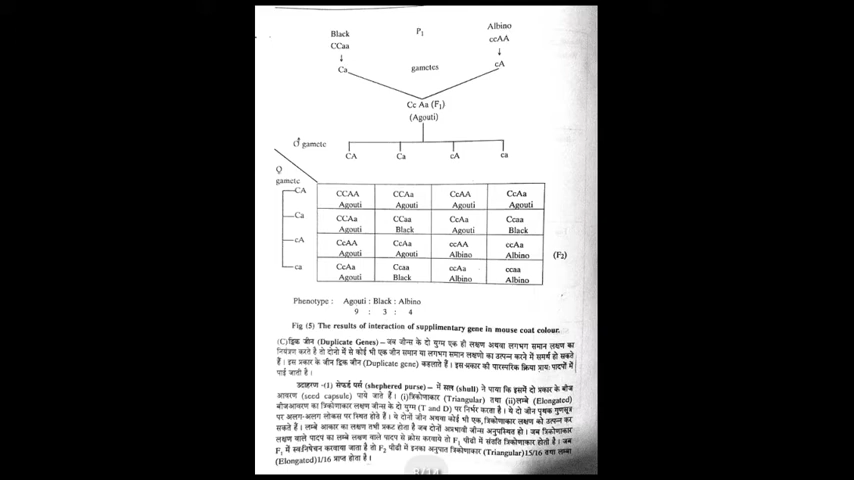 Black P₁ Albino
CCaa ccAA
↓ ↓
Ca gametes cA
Cc Aa (F₁)
(Agouti)
♂ gamete
CA Ca cA ca
♀
gamete
CA CCAA CCAa CcAA CcAa
Agouti Agouti Agouti Agouti
Ca CCAa CCaa CcAa Ccaa
Agouti Black Agouti Black
cA CcAA CcAa ccAA ccAa
Agouti Agouti Albino Albino
(F₂)
ca CcAa Ccaa ccAa ccaa
Agouti Black Albino Albino
Phenotype : Agouti : Black : Albino
9 : 3 : 4
Fig (5) The results of interaction of supplimentary gene in mouse coat colour.
(C)द्विक जीन (Duplicate Genes) – जब जीन्स के दो युग्म एक ही लक्षण अथवा लगभग समान लक्षण का
नियंत्रण करते है तो दोनो में से कोई भी एक जीन समान या लगभग समान लक्षणो का उत्पन्न करने में समर्थ हो सकते
हैं। इस प्रकार के जीन द्विक जीन (Duplicate gene) कहलाते हैं। इस प्रकार की पारस्परिक क्रिया प्रायः पादपों में
पाई जाती है।
उदाहरण -(1) सेफर्ड पर्स (shephered purse) – में सल (shull) ने पाया कि इसमें दो प्रकार के बीज
आवरण (seed capsule) पाये जाते हैं। (i)त्रिकोणाकार (Triangular) तथा (ii) लम्बे (Elongated)
बीजआवरण का त्रिकोणाकार लक्षण जीन्स के दो युग्म (T and D) पर निर्भर करता है। ये दो जीन पृथक गुणसूत्र
पर अलग-अलग लोकस पर स्थित होते हैं। ये दोनों जीन अथवा कोई भी एक, त्रिकोणाकार लक्षण को उत्पन्न कर
सकते हैं। लम्बे आकार का लक्षण तभी प्रकट होता है जब दोनों अप्रभावी जीन्स अनुपस्थित हो। जब त्रिकोणाकार
लक्षण वाले पादप का लम्बे लक्षण वाले पादप से क्रॉस करवाये तो F₁ पीढी में संतति त्रिकोणाकार होती है। जब
F₁ में स्वःनिषेचन करवाया जाता है तो F₂ पीढी में इनका अनुपात त्रिकोणाकार (Triangular)15/16 तथा लम्बा
(Elongated)1/16 प्राप्त होता है।